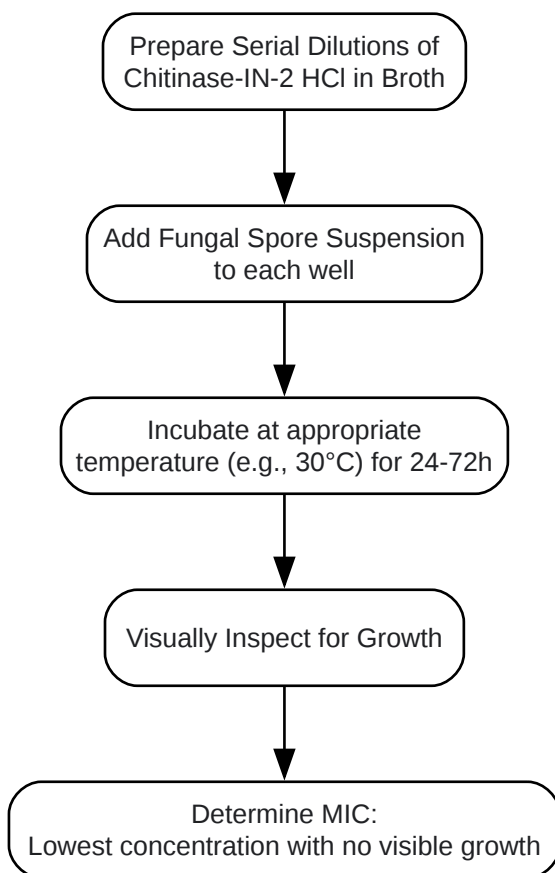 Prepare Serial Dilutions of
Chitinase-IN-2 HCl in Broth
Add Fungal Spore Suspension
to each well
Incubate at appropriate
temperature (e.g., 30°C) for 24-72h
Visually Inspect for Growth
Determine MIC:
Lowest concentration with no visible growth